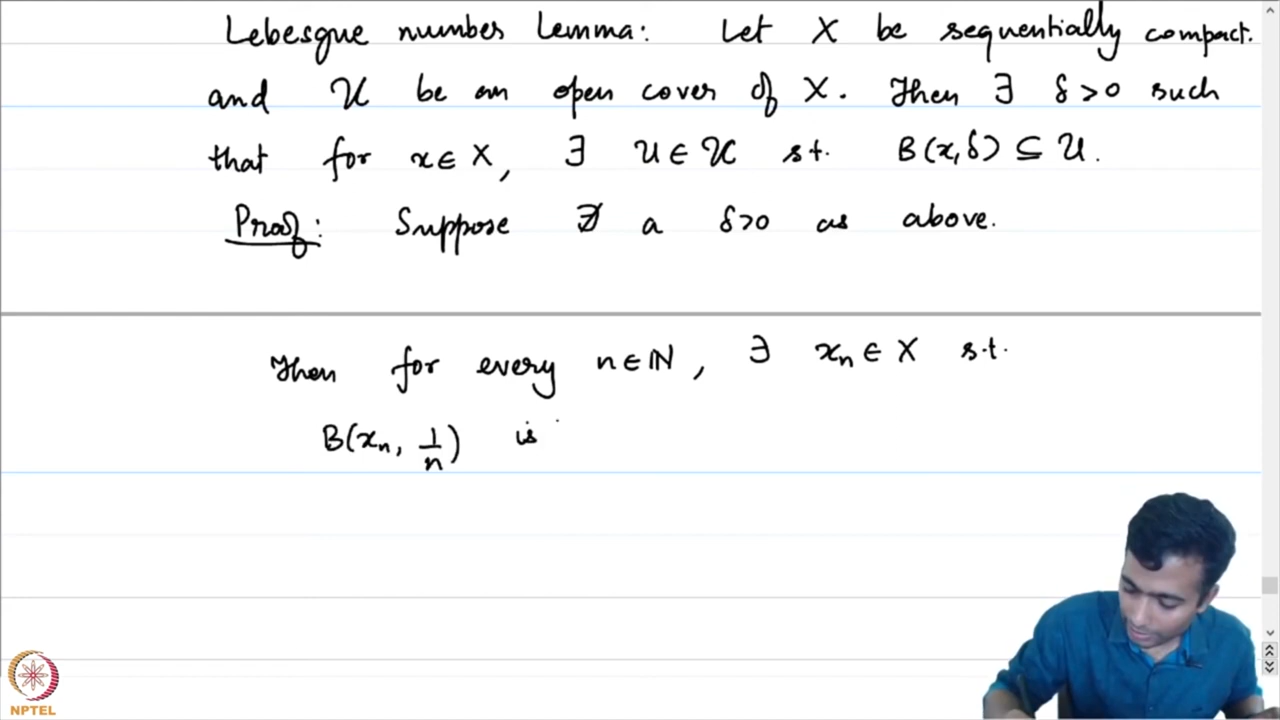 Lebesgue number Lemma: Let X be sequentially compact.
and 𝒰 be an open cover of X. Then ∃ δ>0 such
that for x∈X, ∃ U∈𝒰 s.t. B(x,δ) ⊆ U.
Proof: Suppose ∄ a δ>0 as above.
Then for every n∈ℕ, ∃ xₙ∈X s.t.
B(xₙ, 1/n) is
NPTEL